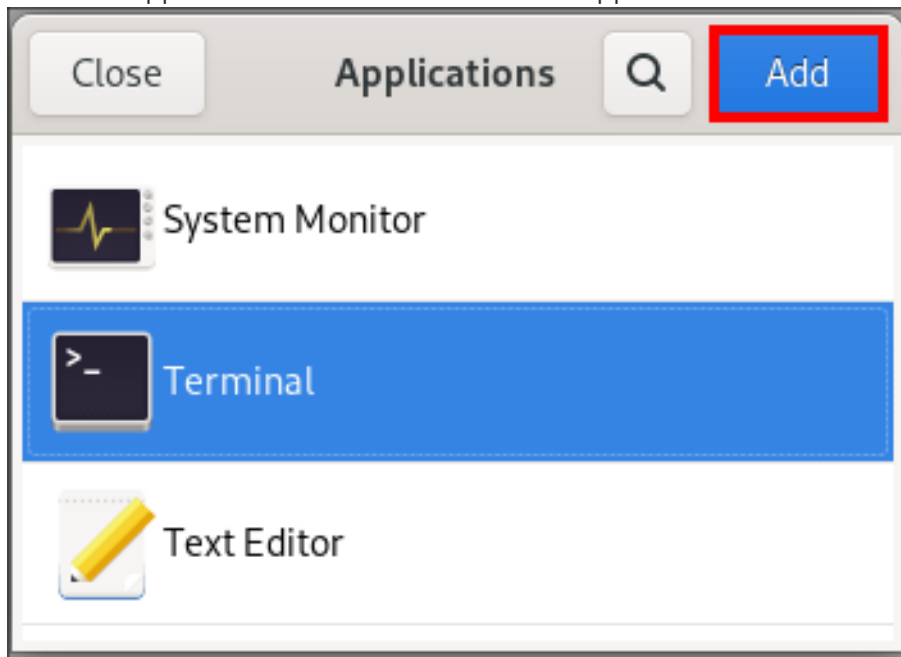 Close Applications Add
System Monitor
>_
Terminal
Text Editor